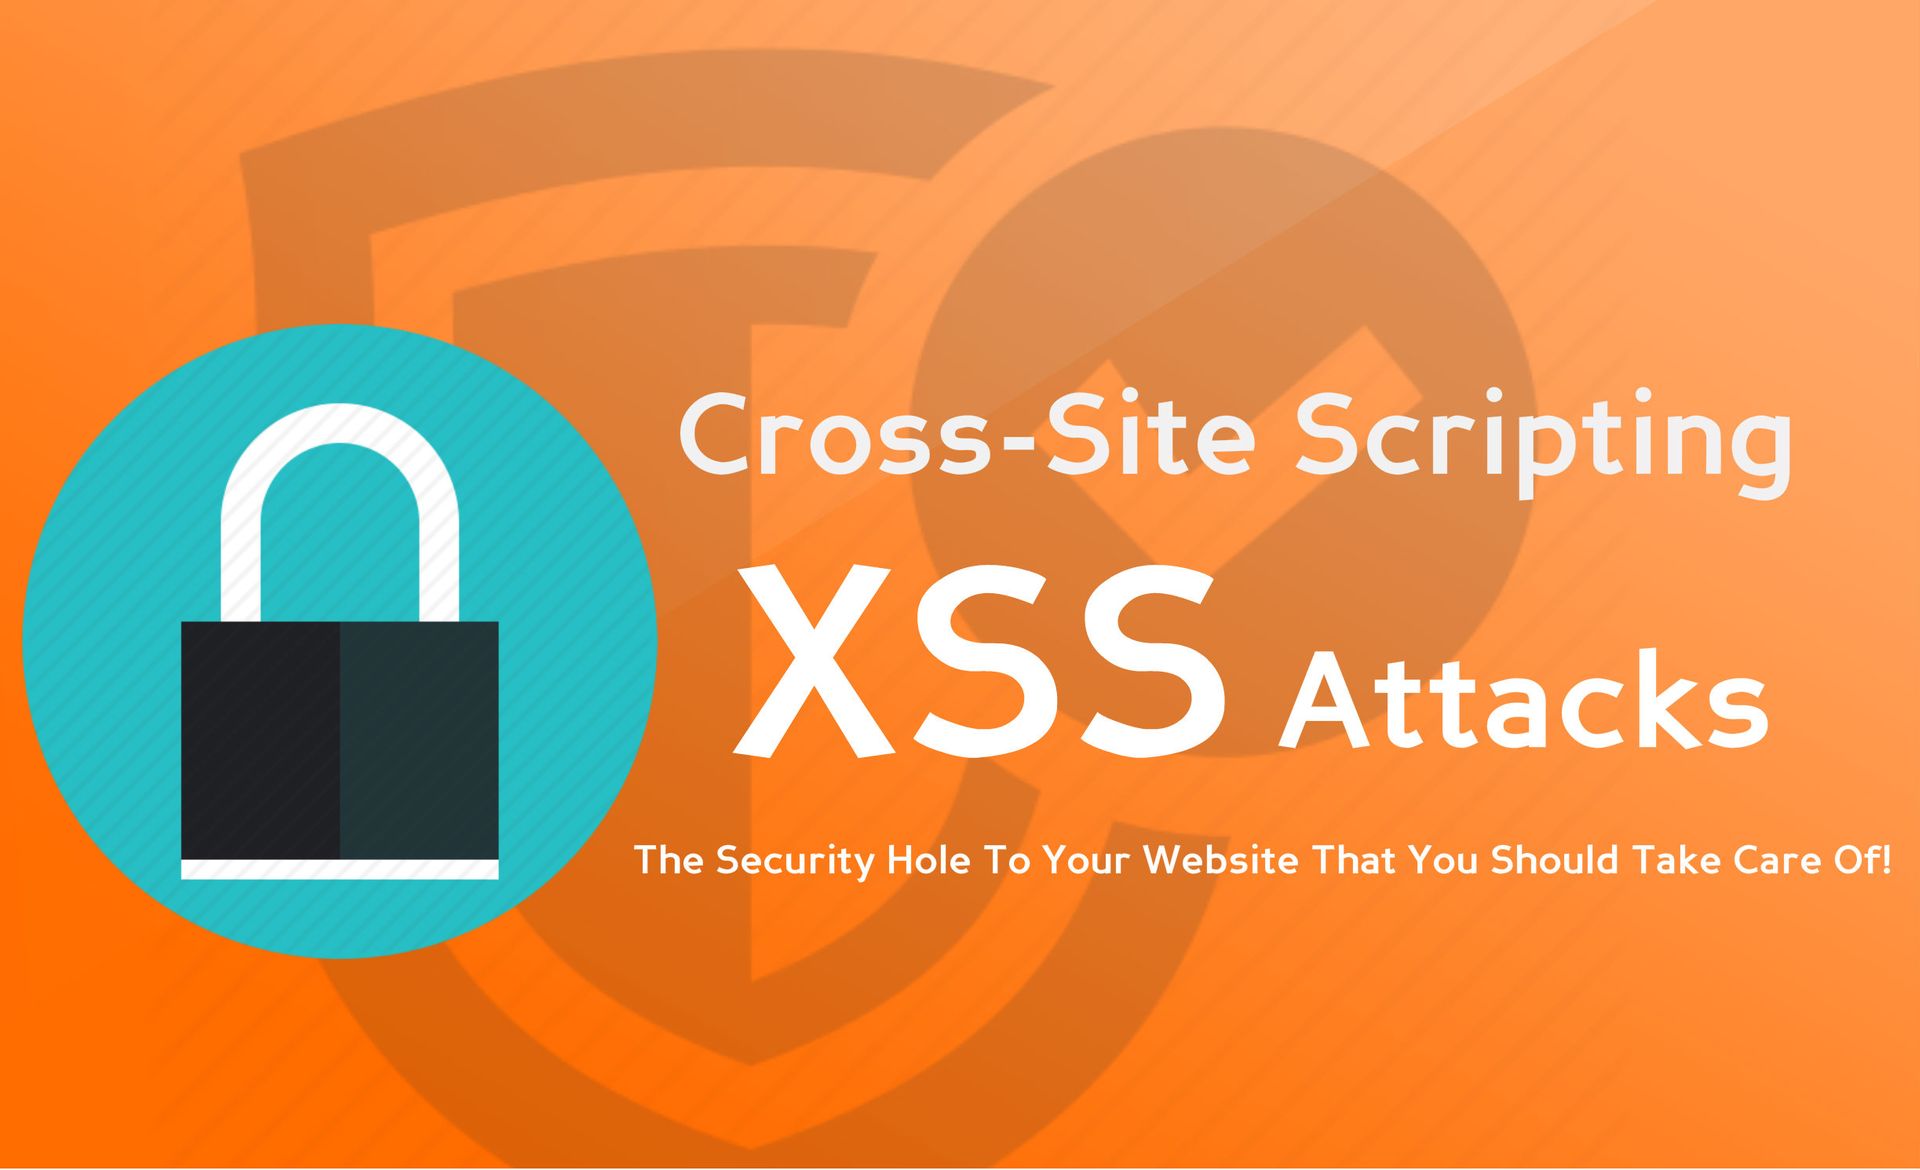 Cross-Site Scripting
XSS Attacks
The Security Hole To Your Website That You Should Take Care Of!